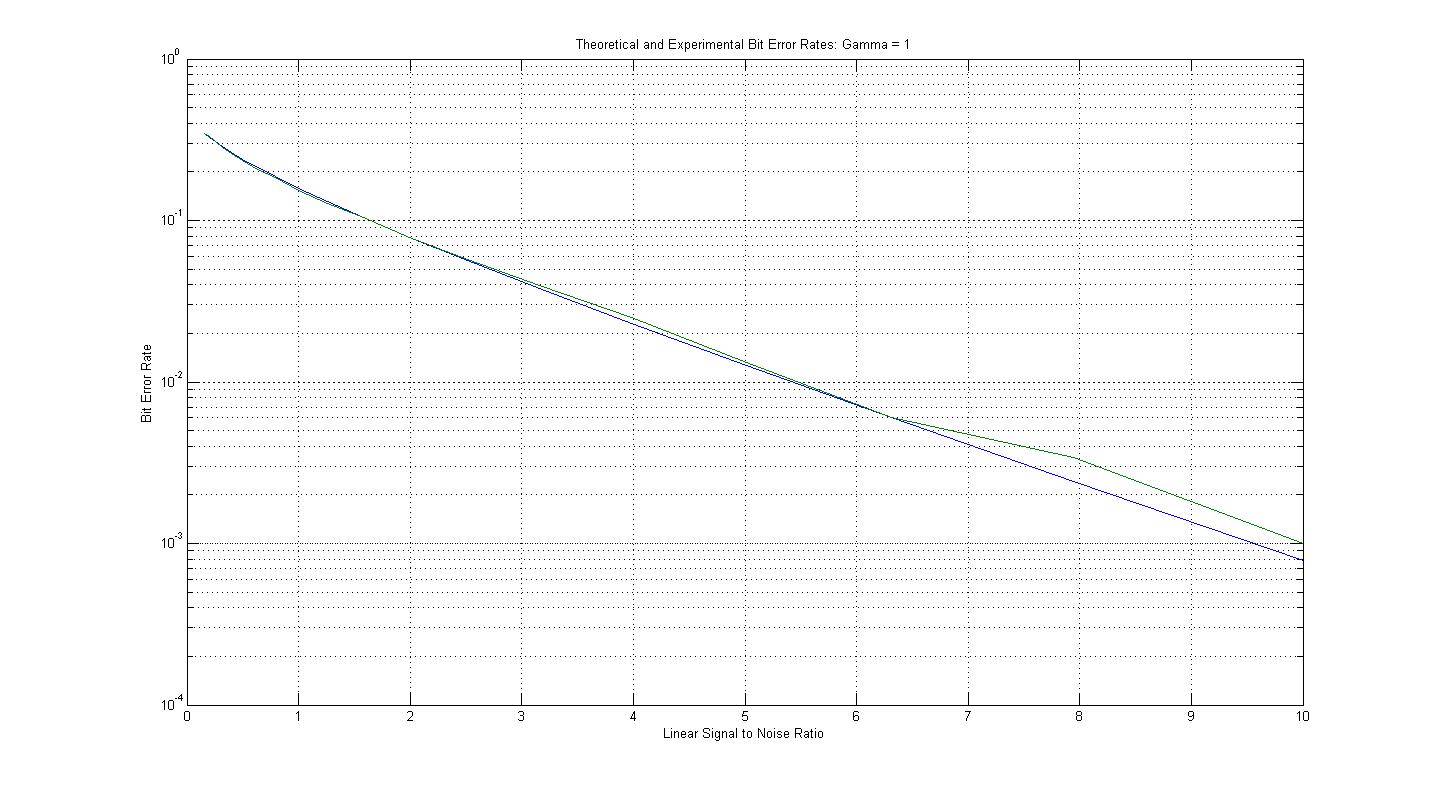 Theoretical and Experimental Bit Error Rates: Gamma = 1
10^0
10^-1
10^-2
10^-3
10^-4
Bit Error Rate
0 1 2 3 4 5 6 7 8 9 10
Linear Signal to Noise Ratio